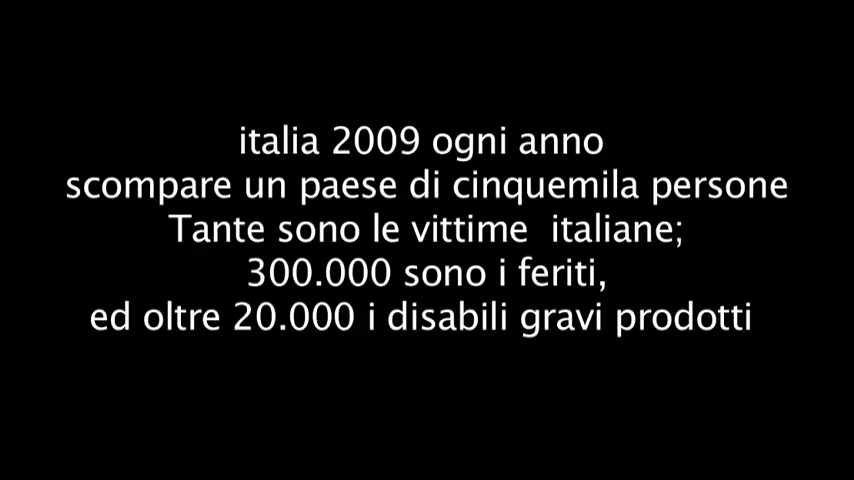 italia 2009 ogni anno
scompare un paese di cinquemila persone
Tante sono le vittime  italiane;
300.000 sono i feriti,
ed oltre 20.000 i disabili gravi prodotti